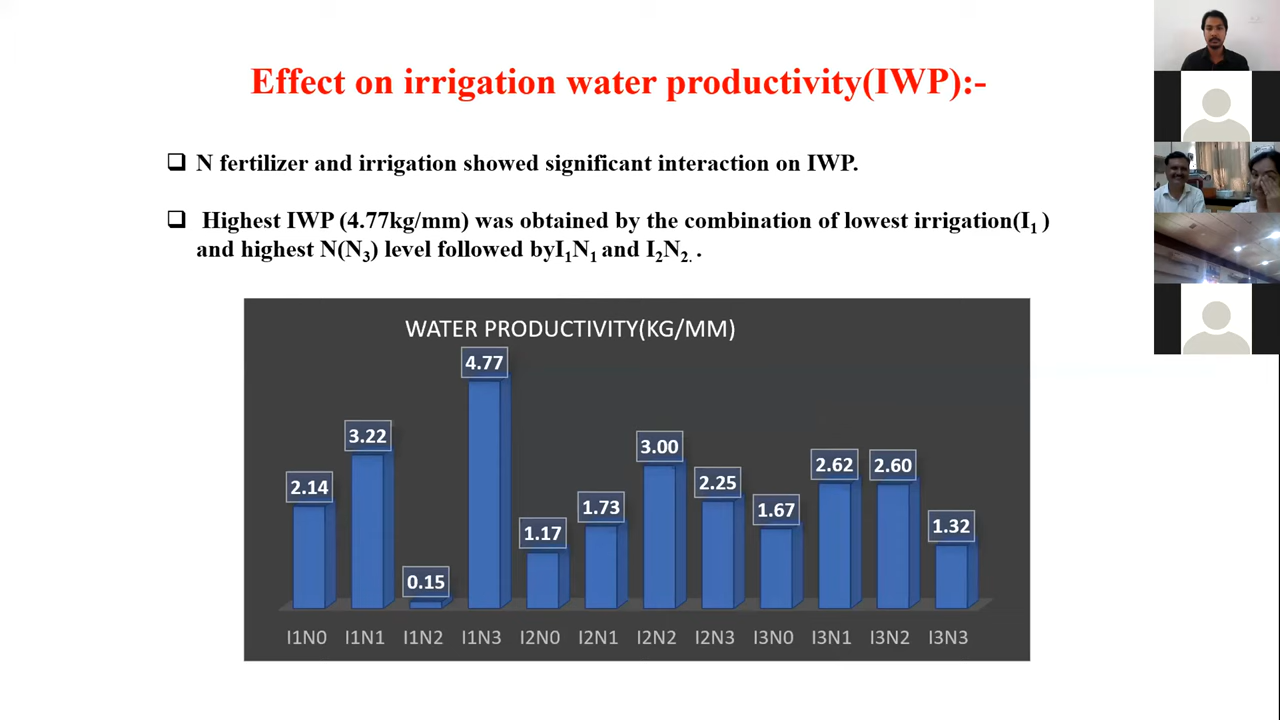 Effect on irrigation water productivity(IWP):-
❑ N fertilizer and irrigation showed significant interaction on IWP.
❑ Highest IWP (4.77kg/mm) was obtained by the combination of lowest irrigation(I₁ )
and highest N(N₃) level followed byI₁N₁ and I₂N₂. .
WATER PRODUCTIVITY(KG/MM)
2.14 3.22 0.15 4.77 1.17 1.73 3.00 2.25 1.67 2.62 2.60 1.32
I1N0 I1N1 I1N2 I1N3 I2N0 I2N1 I2N2 I2N3 I3N0 I3N1 I3N2 I3N3